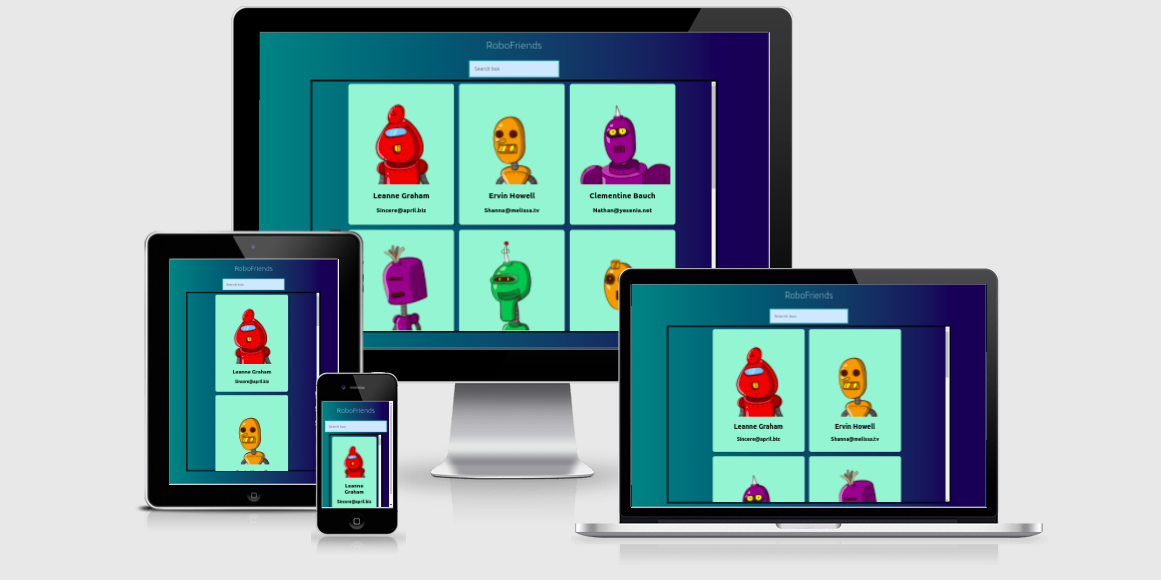 RoboFriends
Search box
Leanne Graham
Sincere@april.biz
Ervin Howell
Shanna@melissa.tv
Clementine Bauch
Nathan@yesenia.net
RoboFriends
Search box
Leanne Graham
Sincere@april.biz
RoboFriends
Search box
Leanne
Graham
Sincere@april.biz
RoboFriends
Search box
Leanne Graham
Sincere@april.biz
Ervin Howell
Shanna@melissa.tv